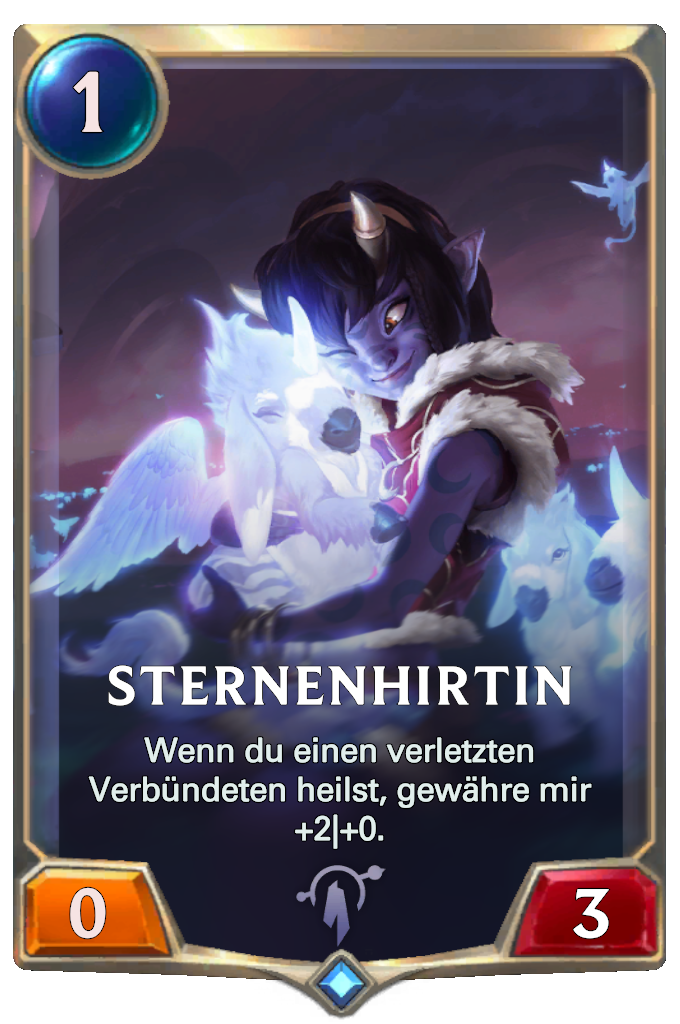 1
STERNENHIRTIN
Wenn du einen verletzten
Verbündeten heilst, gewähre mir
+2|+0.
0
3